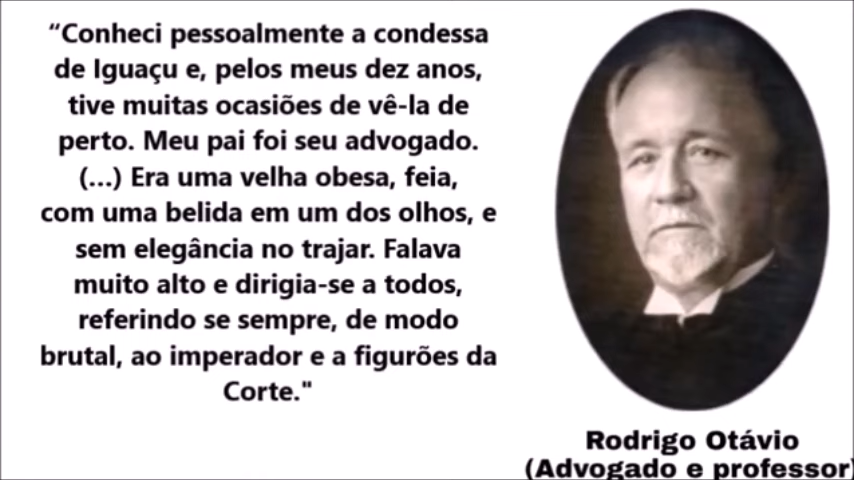 “Conheci pessoalmente a condessa
de Iguaçu e, pelos meus dez anos,
tive muitas ocasiões de vê-la de
perto. Meu pai foi seu advogado.
(...) Era uma velha obesa, feia,
com uma belida em um dos olhos, e
sem elegância no trajar. Falava
muito alto e dirigia-se a todos,
referindo se sempre, de modo
brutal, ao imperador e a figurões da
Corte."
Rodrigo Otávio
(Advogado e professor)